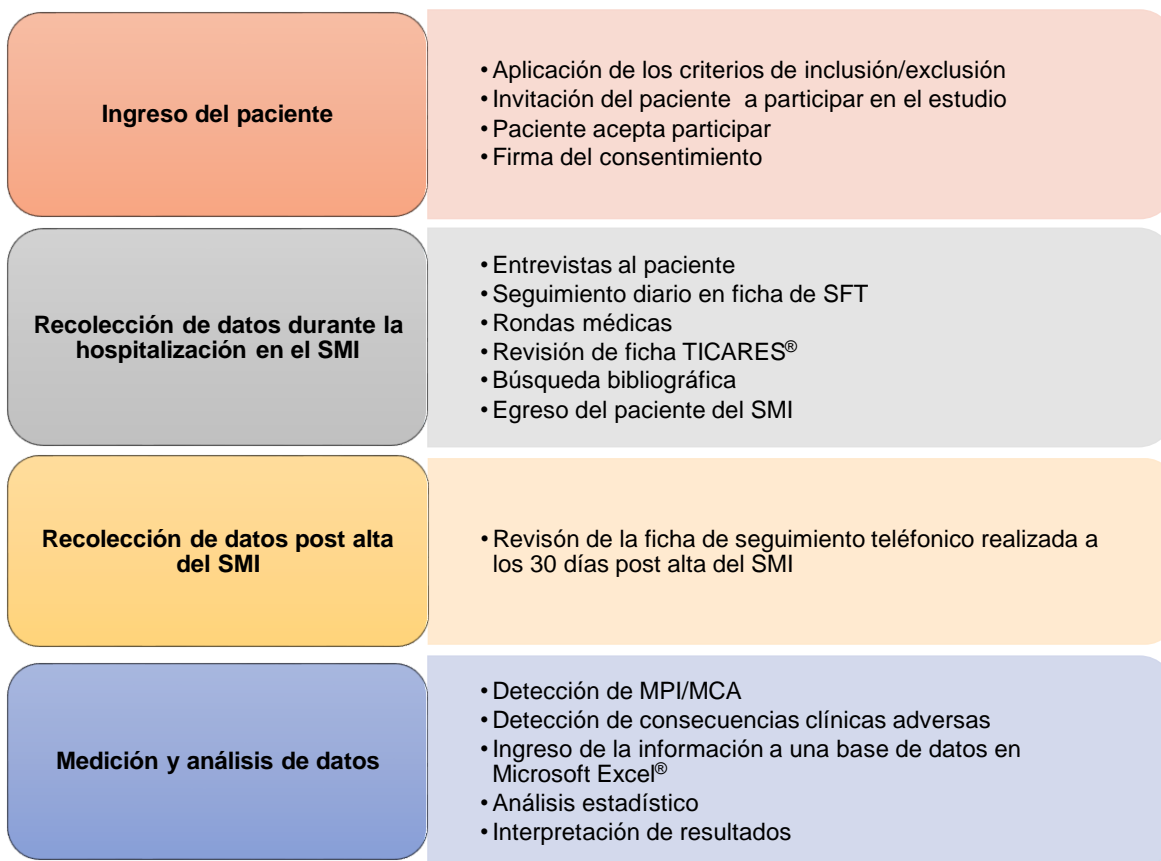 Ingreso del paciente
• Aplicación de los criterios de inclusión/exclusión
• Invitación del paciente a participar en el estudio
• Paciente acepta participar
• Firma del consentimiento
Recolección de datos durante la
hospitalización en el SMI
• Entrevistas al paciente
• Seguimiento diario en ficha de SFT
• Rondas médicas
• Revisión de ficha TICARES®
• Búsqueda bibliográfica
• Egreso del paciente del SMI
Recolección de datos post alta
del SMI
• Revisón de la ficha de seguimiento teléfonico realizada a
los 30 días post alta del SMI
Medición y análisis de datos
• Detección de MPI/MCA
• Detección de consecuencias clínicas adversas
• Ingreso de la información a una base de datos en
Microsoft Excel®
• Análisis estadístico
• Interpretación de resultados